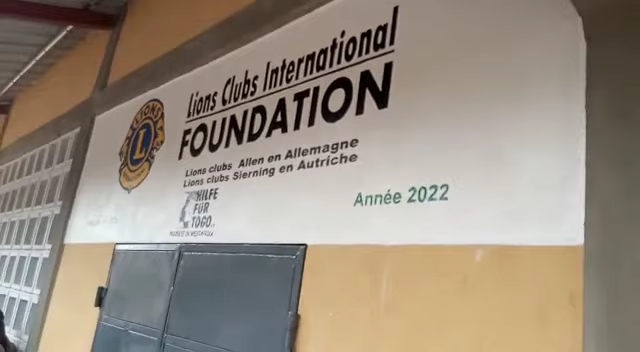 Lions Clubs International
FOUNDATION
LIONS
L
Lions clubs Allen en Allemagne
Lions clubs Sierning en Autriche
HILFE
FÜR
TOGO
Année 2022